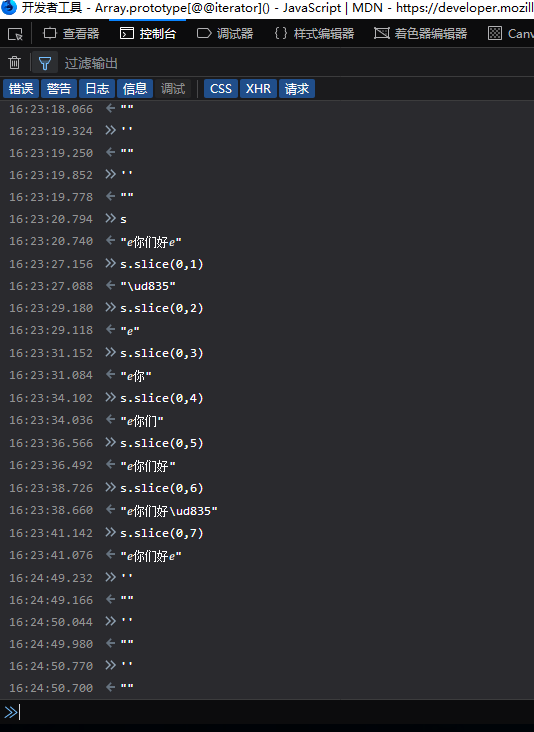 开发者工具 - Array.prototype[@@iterator]() - JavaScript | MDN - https://developer.mozill
查看器 控制台 调试器 {} 样式编辑器 着色器编辑器 Canv
过滤输出
错误 警告 日志 信息 调试 CSS XHR 请求
16:23:18.066 ← ""
16:23:19.324 >> ''
16:23:19.250 ← ""
16:23:19.852 >> ''
16:23:19.778 ← ""
16:23:20.794 >> s
16:23:20.740 ← "𝑒你们好𝑒"
16:23:27.156 >> s.slice(0,1)
16:23:27.088 ← "\ud835"
16:23:29.180 >> s.slice(0,2)
16:23:29.118 ← "𝑒"
16:23:31.152 >> s.slice(0,3)
16:23:31.084 ← "𝑒你"
16:23:34.102 >> s.slice(0,4)
16:23:34.036 ← "𝑒你们"
16:23:36.566 >> s.slice(0,5)
16:23:36.492 ← "𝑒你们好"
16:23:38.726 >> s.slice(0,6)
16:23:38.660 ← "𝑒你们好\ud835"
16:23:41.142 >> s.slice(0,7)
16:23:41.076 ← "𝑒你们好𝑒"
16:24:49.232 >> ''
16:24:49.166 ← ""
16:24:50.044 >> ''
16:24:49.980 ← ""
16:24:50.770 >> ''
16:24:50.700 ← ""
>>